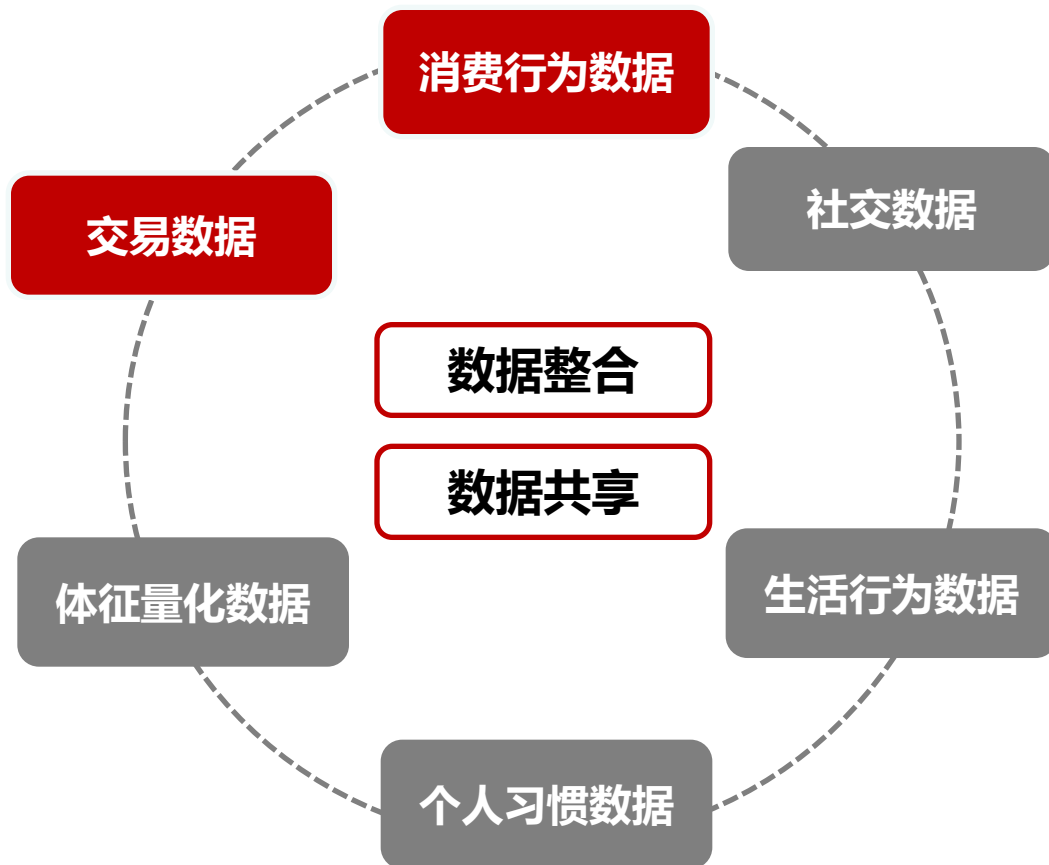 消费行为数据
社交数据
交易数据
数据整合
数据共享
体征量化数据
生活行为数据
个人习惯数据